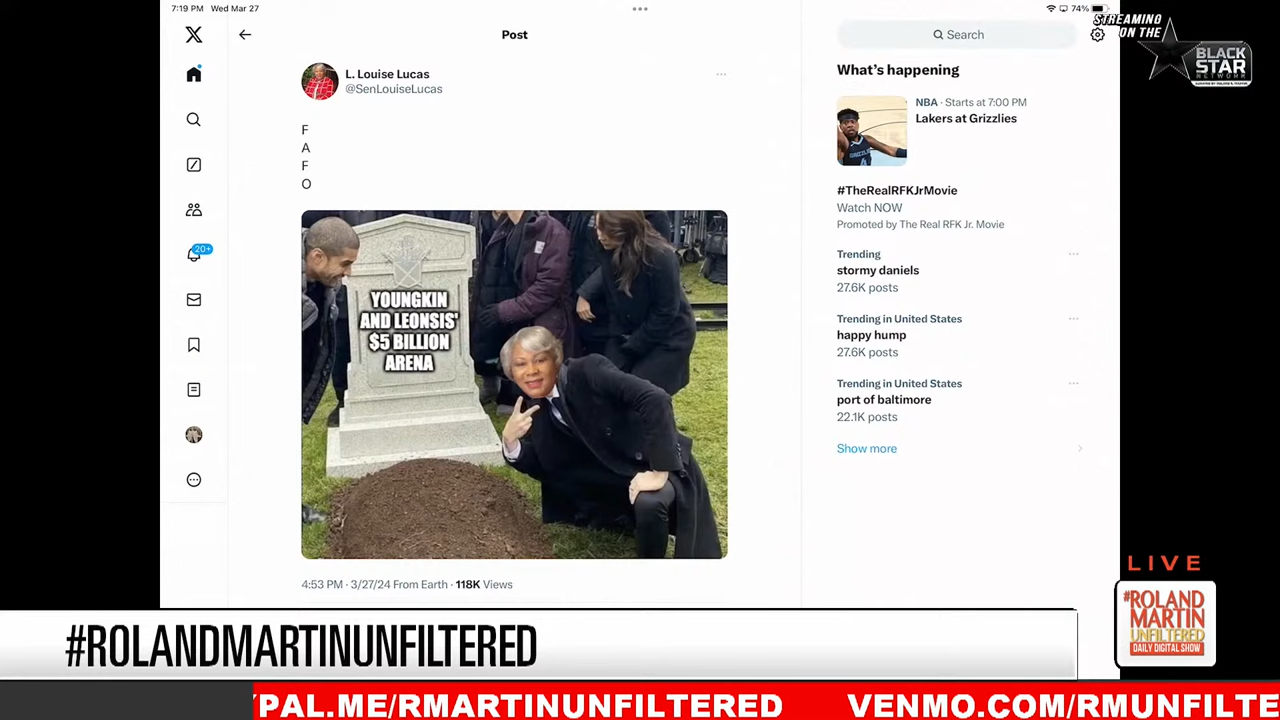 7:19 PM Wed Mar 27
74%
STREAMING
ON THE
BLACK
STAR
NETWORK
Post
Search
L. Louise Lucas
@SenLouiseLucas
F
A
F
O
YOUNGKIN
AND LEONSIS'
$5 BILLION
ARENA
4:53 PM · 3/27/24 From Earth · 118K Views
20+
What's happening
NBA · Starts at 7:00 PM
Lakers at Grizzlies
#TheRealRFKJrMovie
Watch NOW
Promoted by The Real RFK Jr. Movie
Trending
stormy daniels
27.6K posts
Trending in United States
happy hump
27.6K posts
Trending in United States
port of baltimore
22.1K posts
Show more
LIVE
#ROLAND
MARTIN
UNFILTERED
DAILY DIGITAL SHOW
#ROLANDMARTINUNFILTERED
YPAL.ME/RMARTINUNFILTERED VENMO.COM/RMUNFILTE